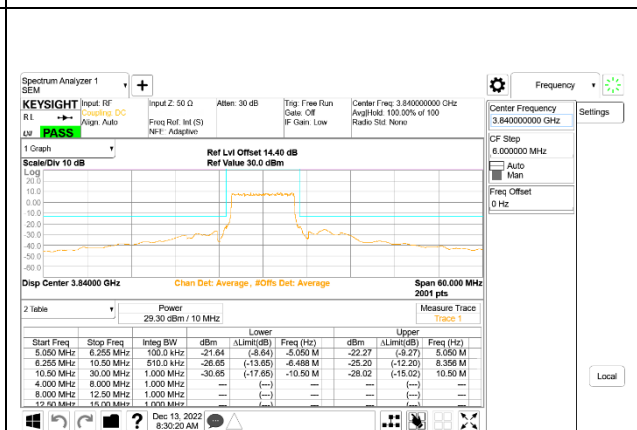 Spectrum Analyzer 1
SEM
Frequency
KEYSIGHT Input: RF Input Z: 50 Ω Atten: 30 dB Trig: Free Run Center Freq: 3.840000000 GHz
RL Coupling: DC Gate: Off Avg|Hold: 100.00% of 100
Align: Auto Freq Ref: Int (S) IF Gain: Low Radio Std: None
PASS NFE: Adaptive
Center Frequency
3.840000000 GHz
Settings
CF Step
6.000000 MHz
Auto
Man
Freq Offset
0 Hz
1 Graph
Ref Lvl Offset 14.40 dB
Scale/Div 10 dB Ref Value 30.0 dBm
Log
20.0
10.0
0.00
-10.0
-20.0
-30.0
-40.0
-50.0
-60.0
Disp Center 3.84000 GHz Chan Det: Average, #Offs Det: Average Span 60.000 MHz
2001 pts
2 Table
Power
29.30 dBm / 10 MHz
Measure Trace
Trace 1
Lower Upper
Start Freq Stop Freq Integ BW dBm ΔLimit(dB) Freq (Hz) dBm ΔLimit(dB) Freq (Hz)
5.050 MHz 6.255 MHz 100.0 kHz -21.64 (-8.64) -5.050 M -22.27 (-9.27) 5.050 M
6.255 MHz 10.50 MHz 510.0 kHz -26.65 (-13.65) -6.488 M -25.20 (-12.20) 8.356 M
10.50 MHz 30.00 MHz 1.000 MHz -30.65 (-17.65) -10.50 M -28.02 (-15.02) 10.50 M
4.000 MHz 8.000 MHz 1.000 MHz --- (---) --- (---)
8.000 MHz 12.50 MHz 1.000 MHz --- (---) --- (---)
12.50 MHz 15.00 MHz 1.000 MHz --- (---) --- (---)
Local
Dec 13, 2022
8:30:20 AM